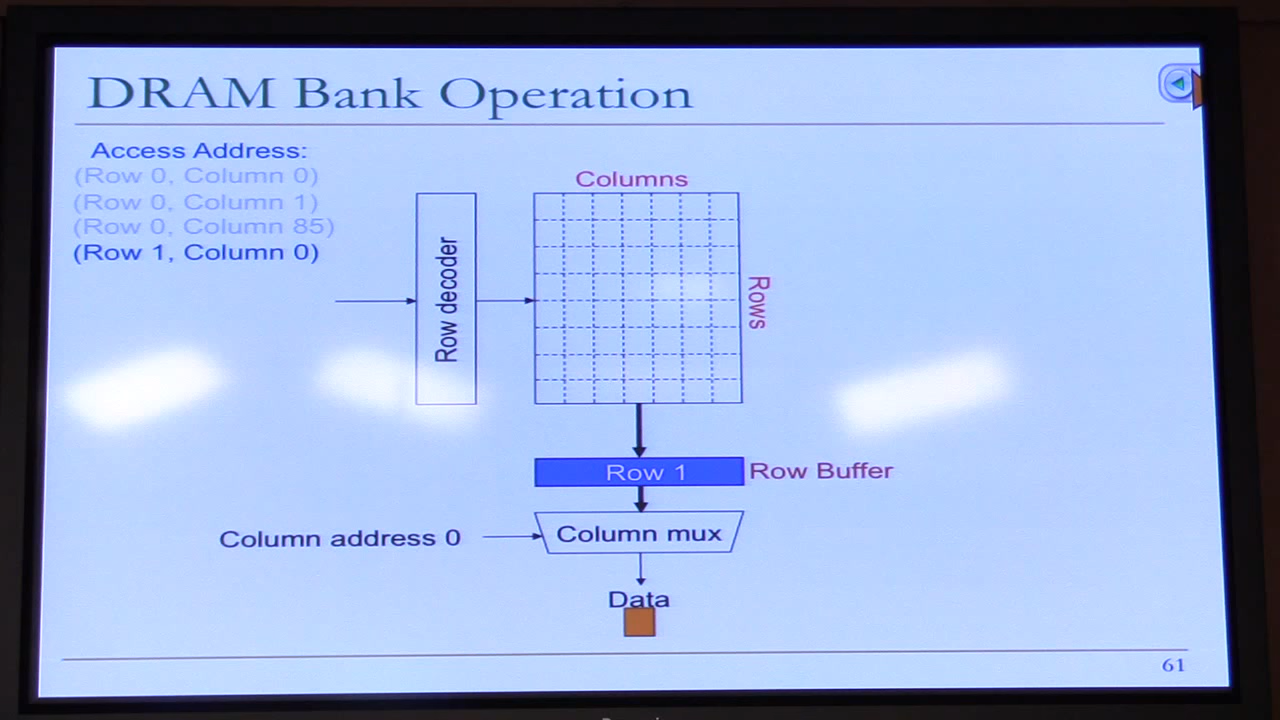 DRAM Bank Operation
Access Address:
(Row 0, Column 0)
(Row 0, Column 1)
(Row 0, Column 85)
(Row 1, Column 0)
Columns
Row decoder
Rows
Row 1
Row Buffer
Column address 0
Column mux
Data
61